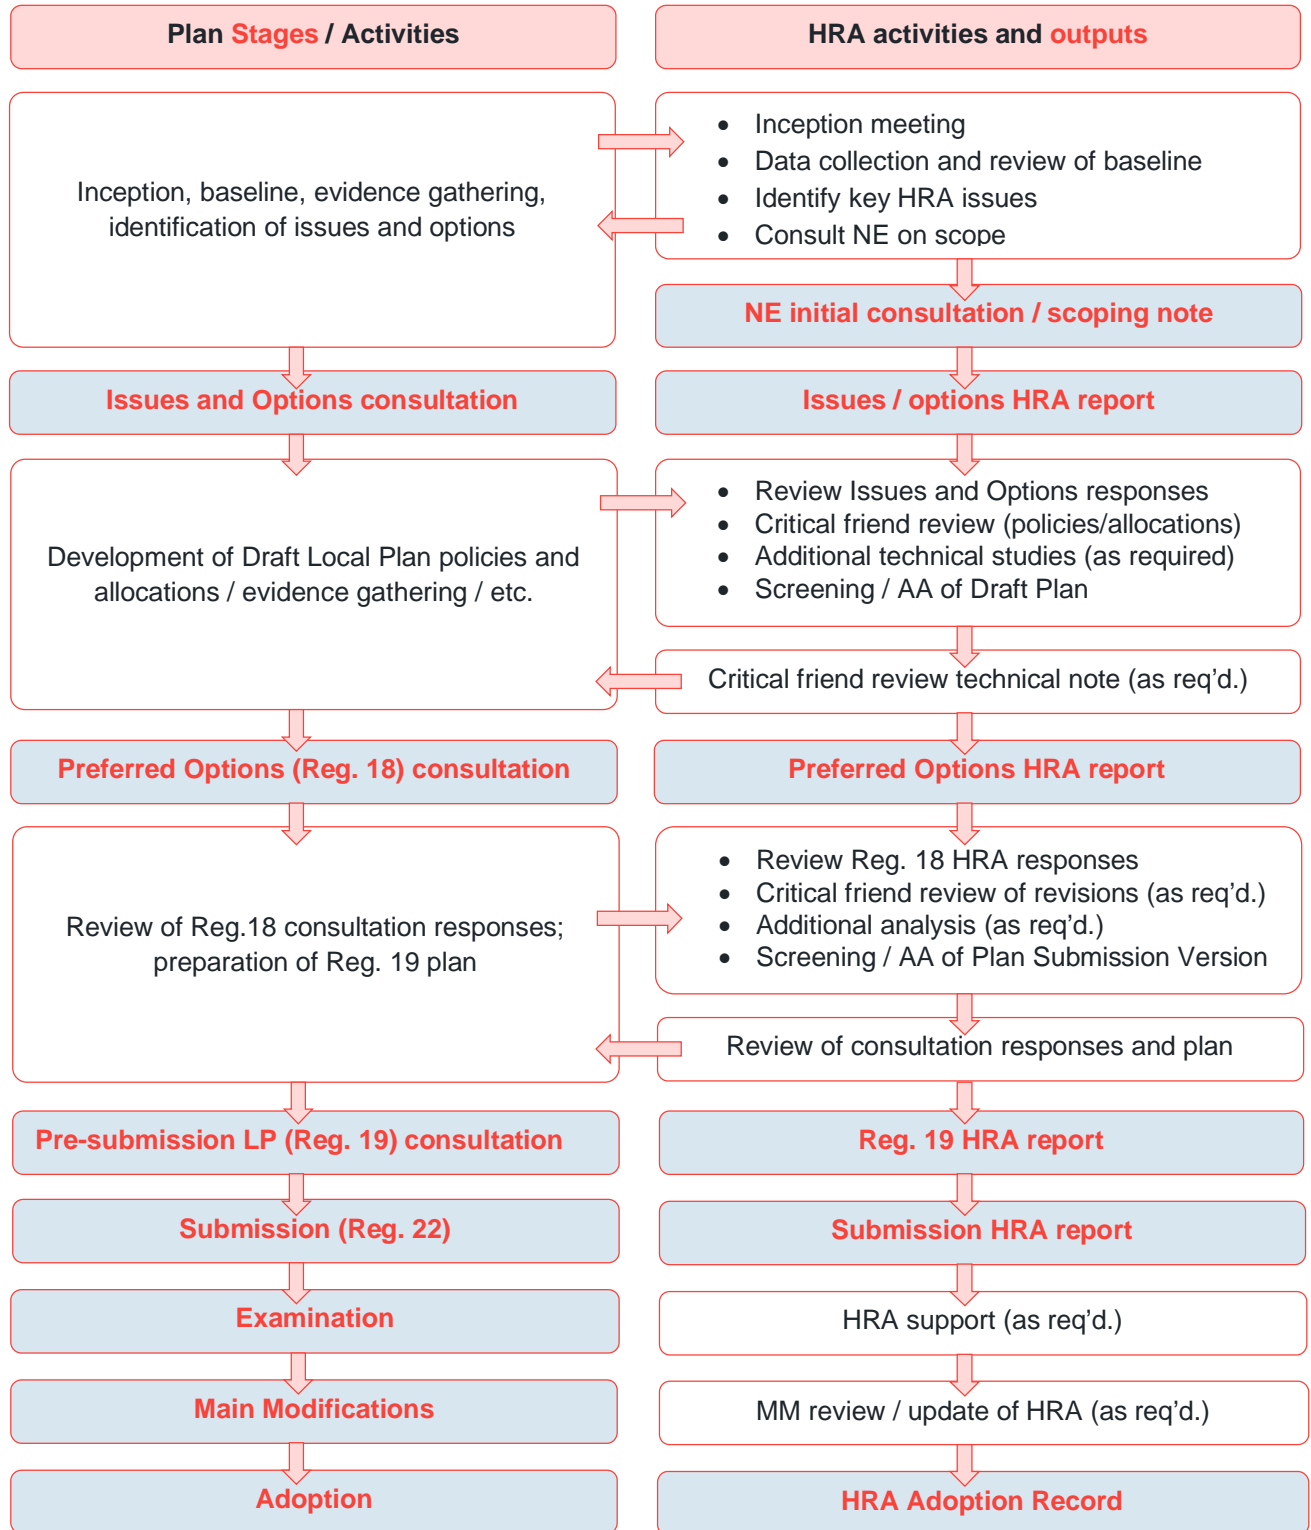 Plan Stages / Activities
HRA activities and outputs
Inception, baseline, evidence gathering,
identification of issues and options
• Inception meeting
• Data collection and review of baseline
• Identify key HRA issues
• Consult NE on scope
NE initial consultation / scoping note
Issues and Options consultation
Issues / options HRA report
Development of Draft Local Plan policies and
allocations / evidence gathering / etc.
• Review Issues and Options responses
• Critical friend review (policies/allocations)
• Additional technical studies (as required)
• Screening / AA of Draft Plan
Critical friend review technical note (as req’d.)
Preferred Options (Reg. 18) consultation
Preferred Options HRA report
Review of Reg.18 consultation responses;
preparation of Reg. 19 plan
• Review Reg. 18 HRA responses
• Critical friend review of revisions (as req’d.)
• Additional analysis (as req’d.)
• Screening / AA of Plan Submission Version
Review of consultation responses and plan
Pre-submission LP (Reg. 19) consultation
Reg. 19 HRA report
Submission (Reg. 22)
Submission HRA report
Examination
HRA support (as req’d.)
Main Modifications
MM review / update of HRA (as req’d.)
Adoption
HRA Adoption Record